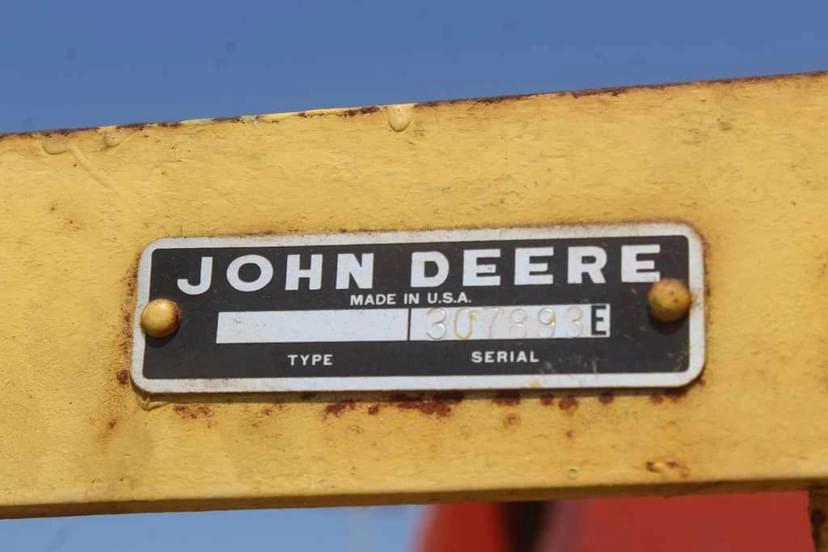 JOHN DEERE
MADE IN U.S.A.
307893E
TYPE SERIAL